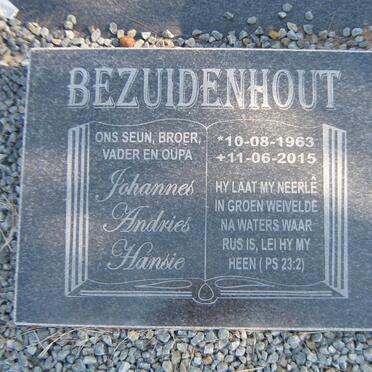 BEZUIDENHOUT
ONS SEUN, BROER,
VADER EN OUPA
Johannes
Andries
Hansie
*10-08-1963
+11-06-2015
HY LAAT MY NEERLÊ
IN GROEN WEIVELDE
NA WATERS WAAR
RUS IS, LEI HY MY
HEEN ( PS 23:2)